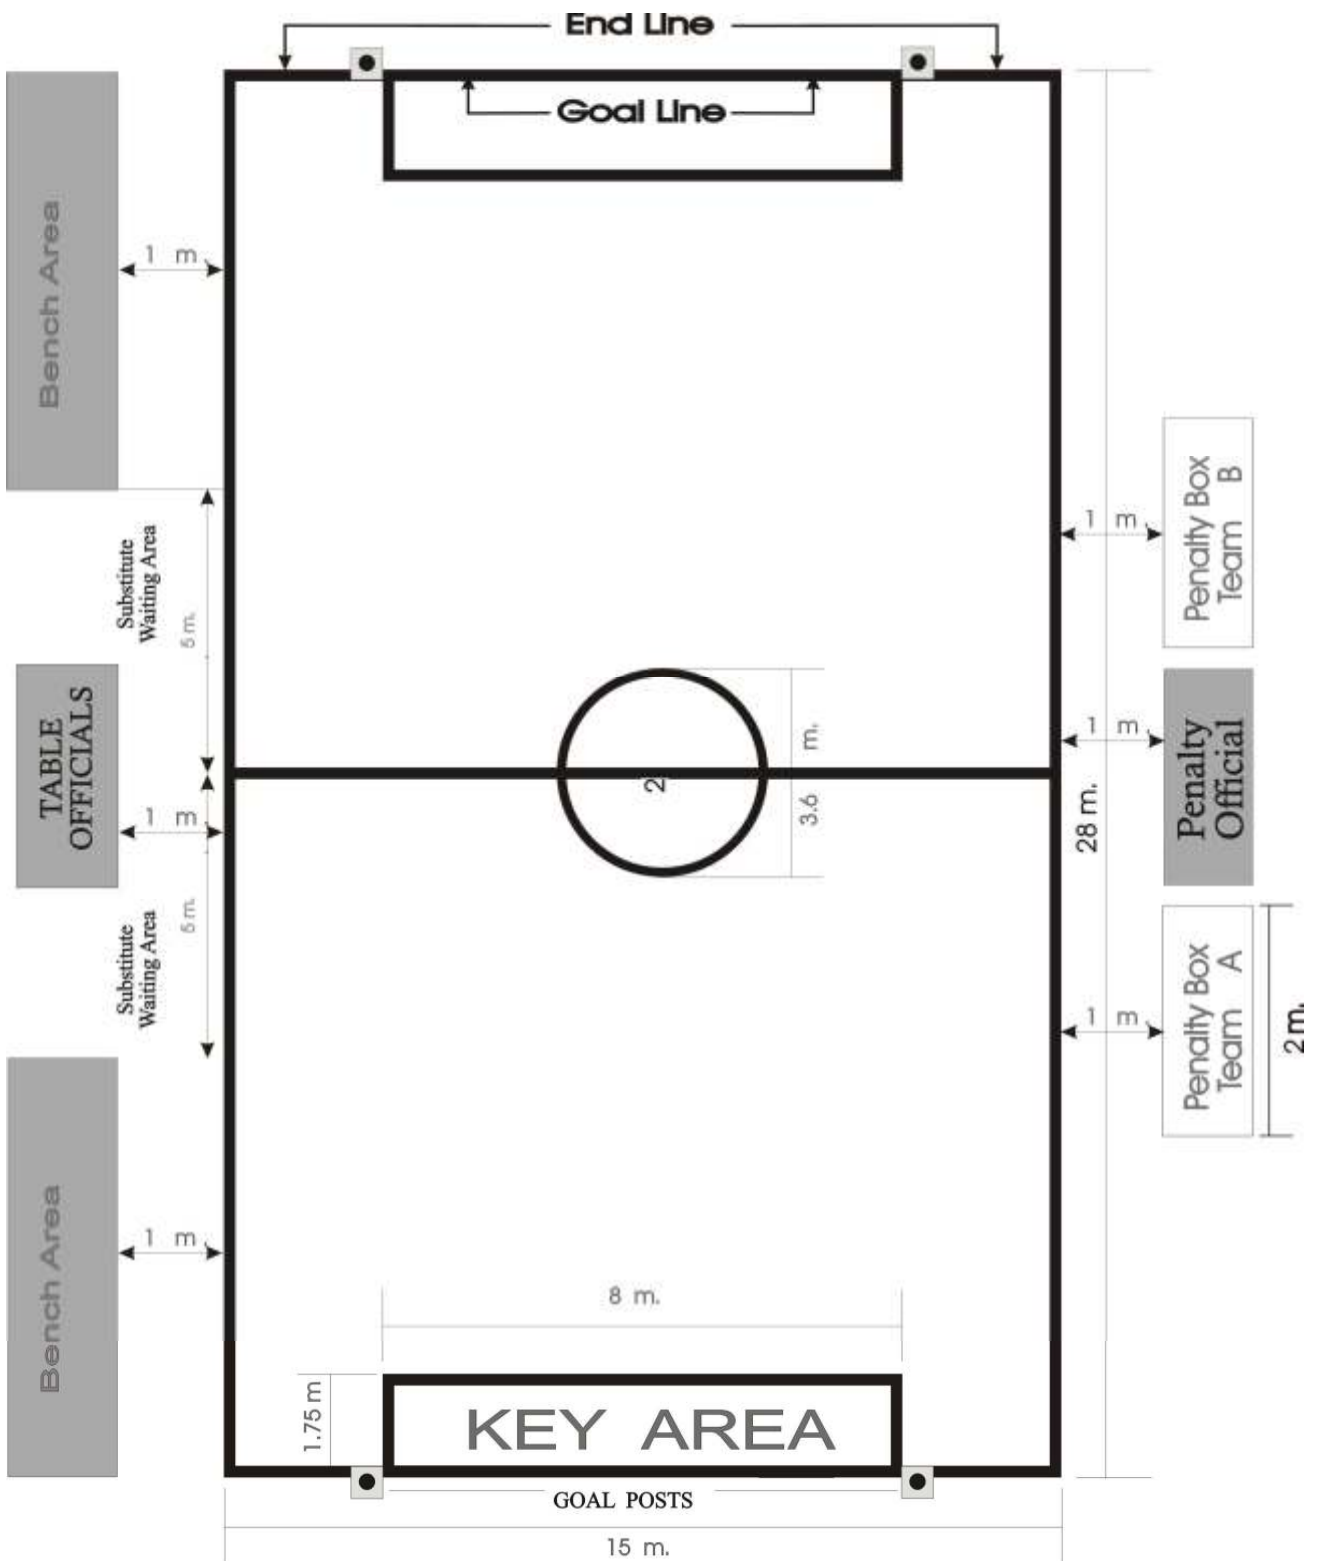 End Line
Goal Line
Bench Area
1 m.
Substitute
Waiting Area
5 m.
1 m.
Penalty Box
Team B
TABLE
OFFICIALS
1 m.
2
3.6 m.
28 m.
1 m.
Penalty
Official
Substitute
Waiting Area
5 m.
1 m.
Penalty Box
Team A
2 m.
Bench Area
1 m.
8 m.
1.75 m
KEY AREA
GOAL POSTS
15 m.